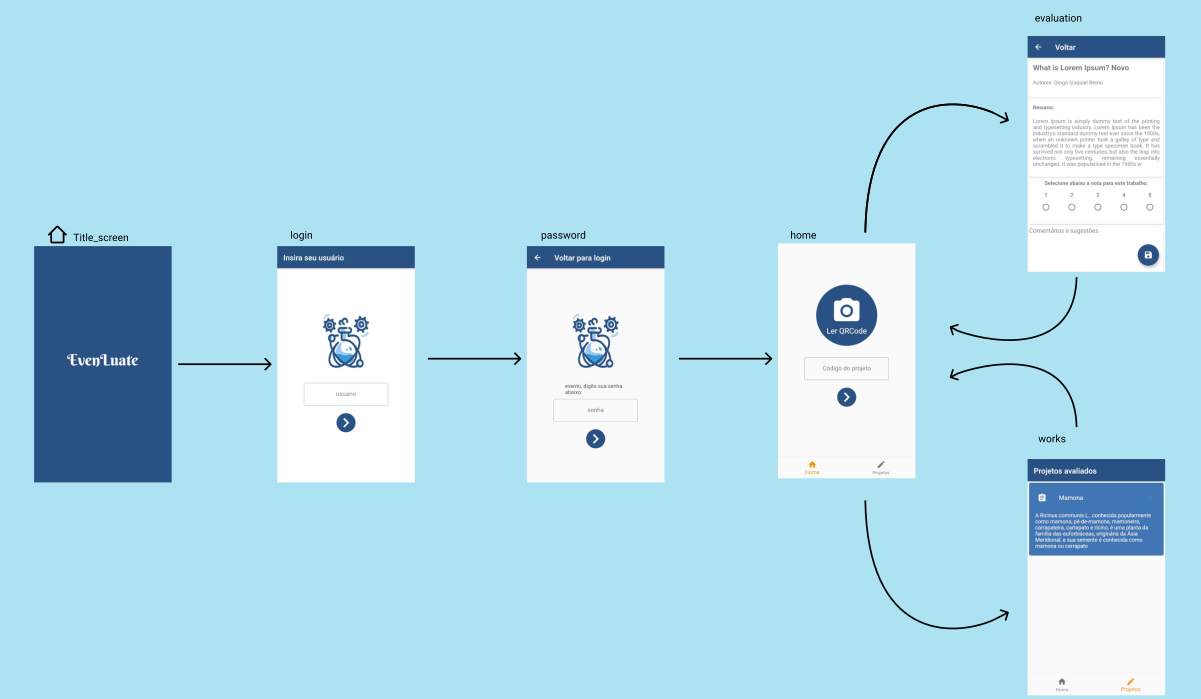 evaluation
Voltar
What is Lorem Ipsum? Novo
Autores: Diogo Izaquiel Breno
Resumo:
Lorem Ipsum is simply dummy text of the printing
and typesetting industry. Lorem Ipsum has been the
industry's standard dummy text ever since the 1500s,
when an unknown printer took a galley of type and
scrambled it to make a type specimen book. It has
survived not only five centuries, but also the leap into
electronic typesetting, remaining essentially
unchanged. It was popularised in the 1960s w
Selecione abaixo a nota para este trabalho:
1 2 3 4 5
Comentários e sugestões
Title_screen
EvenLuate
login
Insira seu usuário
usuario
password
Voltar para login
evento, digite sua senha
abaixo:
senha
home
Ler QRCode
Código do projeto
Home Projetos
works
Projetos avaliados
Mamona
A Ricinus communis L., conhecida popularmente
como mamona, pé-de-mamona, mamoneira,
carrapateira, carrapato e rícino, é uma planta da
família das euforbiáceas, originária da Ásia
Meridional, e sua semente é conhecida como
mamona ou carrapato
Home Projetos